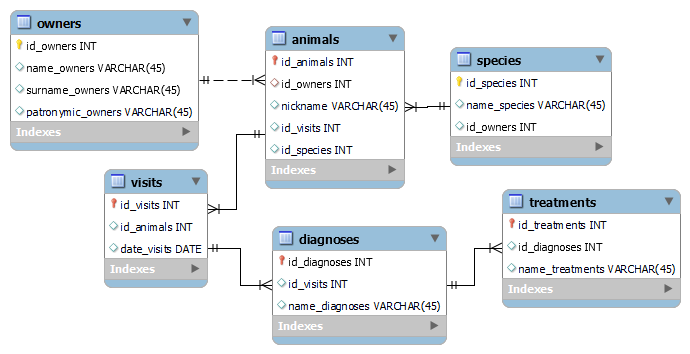 owners
id_owners INT
name_owners VARCHAR(45)
surname_owners VARCHAR(45)
patronymic_owners VARCHAR(45)
Indexes
animals
id_animals INT
id_owners INT
nickname VARCHAR(45)
id_visits INT
id_species INT
Indexes
species
id_species INT
name_species VARCHAR(45)
id_owners INT
Indexes
visits
id_visits INT
id_animals INT
date_visits DATE
Indexes
diagnoses
id_diagnoses INT
id_visits INT
name_diagnoses VARCHAR(45)
Indexes
treatments
id_treatments INT
id_diagnoses INT
name_treatments VARCHAR(45)
Indexes